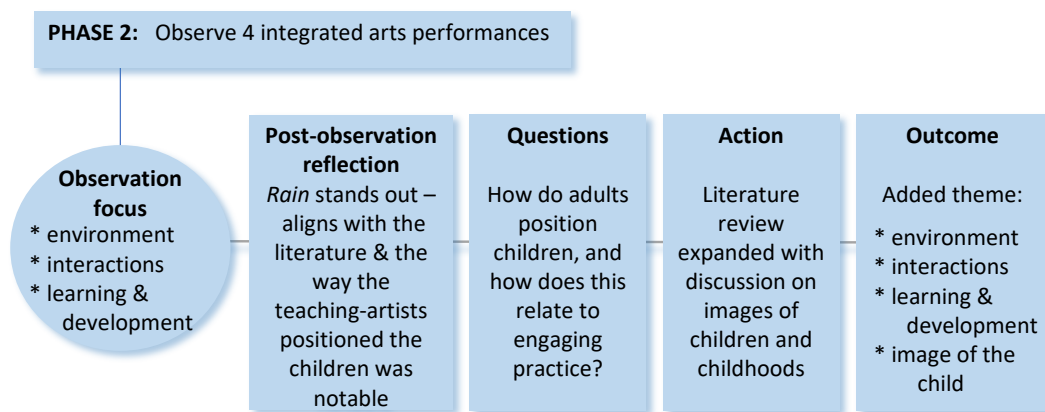 PHASE 2: Observe 4 integrated arts performances
Observation
focus
* environment
* interactions
* learning &
development
Post-observation
reflection
Rain stands out –
aligns with the
literature & the
way the
teaching-artists
positioned the
children was
notable
Questions
How do adults
position
children, and
how does this
relate to
engaging
practice?
Action
Literature
review
expanded with
discussion on
images of
children and
childhoods
Outcome
Added theme:
* environment
* interactions
* learning &
development
* image of the
child